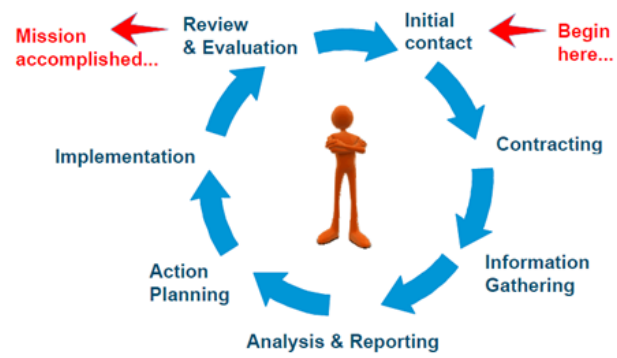 Begin
here...
Initial
contact
Contracting
Information
Gathering
Analysis & Reporting
Action
Planning
Implementation
Review
& Evaluation
Mission
accomplished...